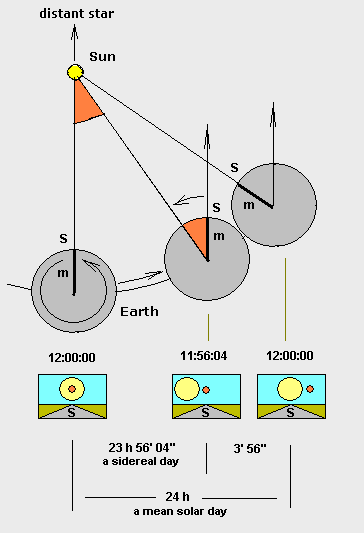 distant star
Sun
S
S
S
m
m
m
Earth
12:00:00
11:56:04
12:00:00
S
S
S
23 h 56' 04"
a sidereal day
3' 56"
24 h
a mean solar day